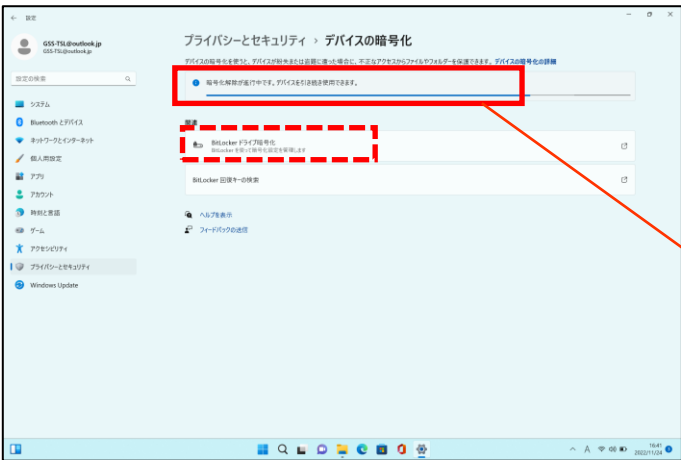 ← 設定
GSS-TSL@outlook.jp
GSS-TSL@outlook.jp
設定の検索
システム
Bluetooth とデバイス
ネットワークとインターネット
個人用設定
アプリ
アカウント
時刻と言語
ゲーム
アクセシビリティ
プライバシーとセキュリティ
Windows Update
プライバシーとセキュリティ › デバイスの暗号化
デバイスの暗号化を使うと、デバイスが紛失または盗難に遭った場合に、不正なアクセスからファイルやフォルダーを保護できます。デバイスの暗号化の詳細
暗号化解除が進行中です。デバイスを引き続き使用できます。
関連
BitLocker ドライブ暗号化
BitLocker を使って暗号化設定を管理します
BitLocker 回復キーの検索
ヘルプを表示
フィードバックの送信
A
16:41
2022/11/24